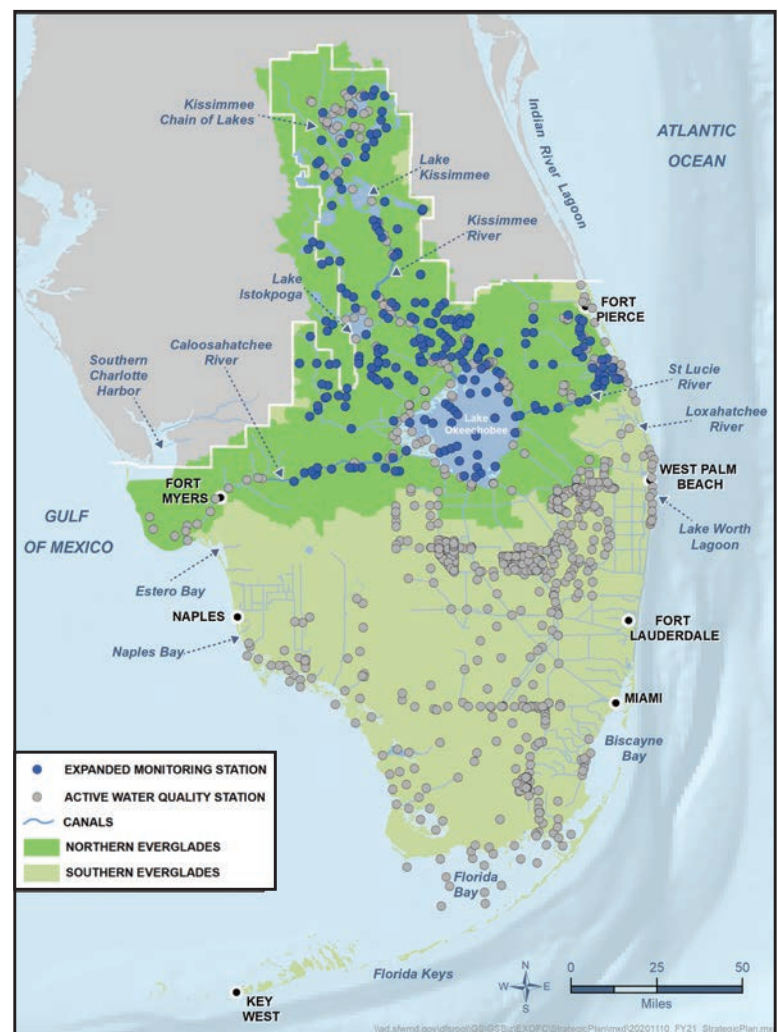 Kissimmee
Chain of Lakes
Indian River Lagoon
ATLANTIC
OCEAN
Lake
Kissimmee
Kissimmee
River
Lake
Istokpoga
FORT
PIERCE
Southern
Charlotte
Harbor
Caloosahatchee
River
St Lucie
River
Lake
Okeechobee
Loxahatchee
River
FORT
MYERS
WEST PALM
BEACH
GULF
OF MEXICO
Lake Worth
Lagoon
Estero Bay
NAPLES
FORT
LAUDERDALE
Naples Bay
MIAMI
Biscayne
Bay
EXPANDED MONITORING STATION
ACTIVE WATER QUALITY STATION
CANALS
NORTHERN EVERGLADES
SOUTHERN EVERGLADES
Florida
Bay
Florida Keys
KEY
WEST
N
W
E
S
0
25
50
Miles